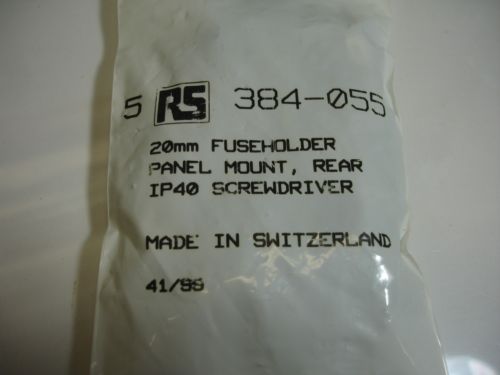 5 RS 384-055
20mm FUSEHOLDER
PANEL MOUNT, REAR
IP40 SCREWDRIVER
MADE IN SWITZERLAND
41/99